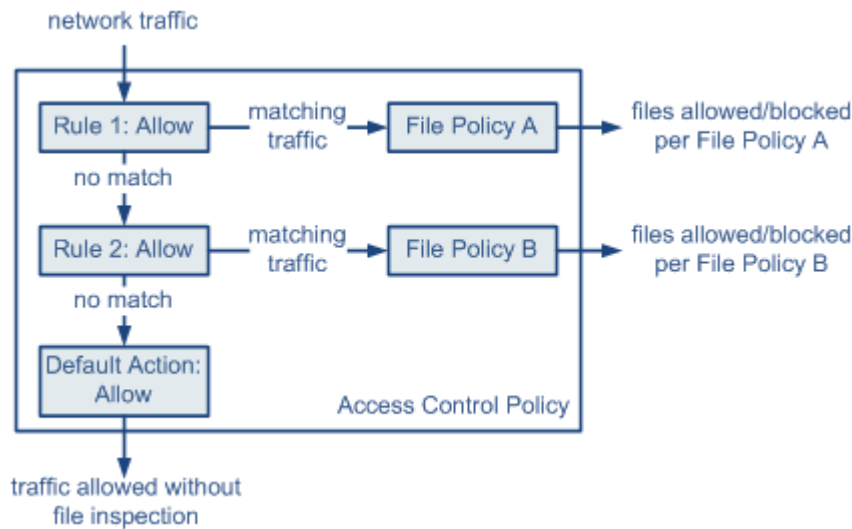 network traffic
Rule 1: Allow
matching
traffic
File Policy A
files allowed/blocked
per File Policy A
no match
Rule 2: Allow
matching
traffic
File Policy B
files allowed/blocked
per File Policy B
no match
Default Action:
Allow
Access Control Policy
traffic allowed without
file inspection